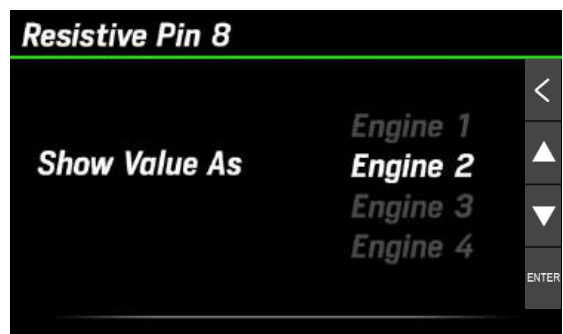 Resistive Pin 8
Engine 1
Show Value As
Engine 2
Engine 3
Engine 4
ENTER